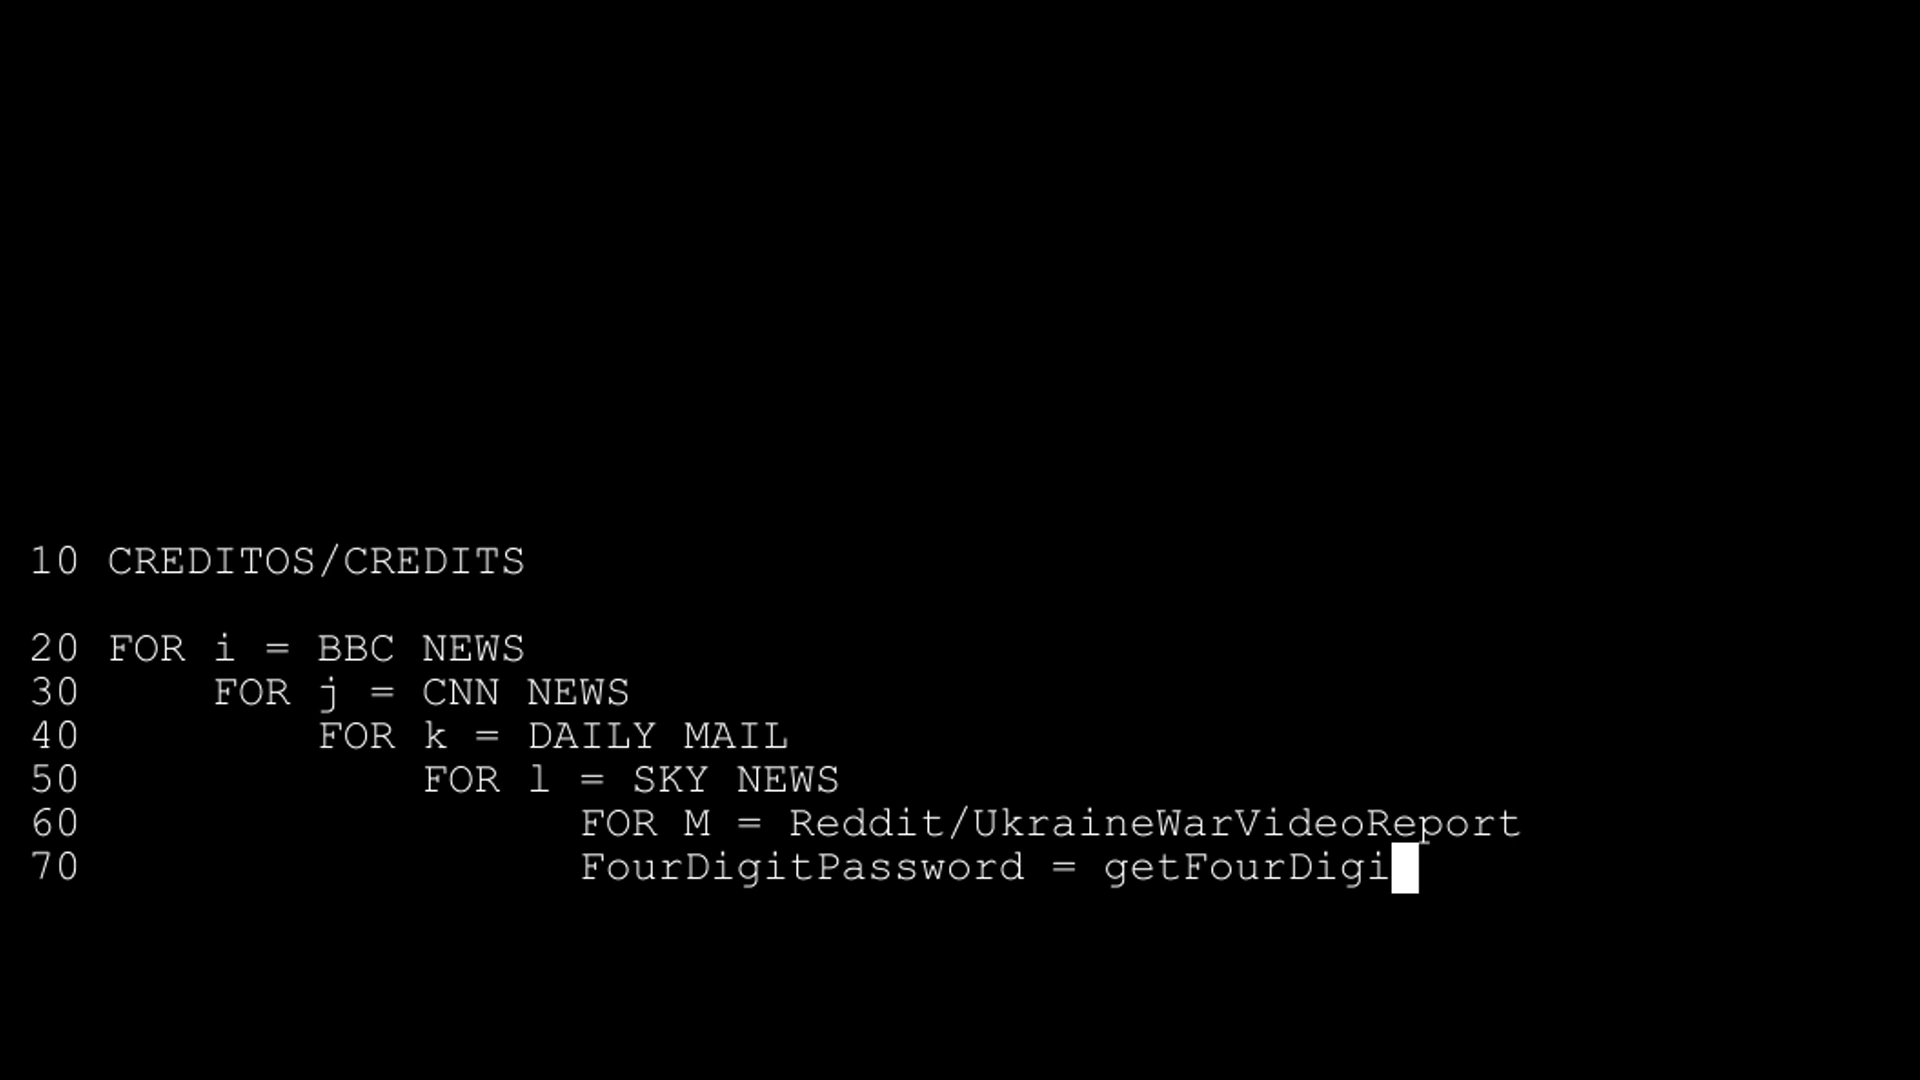 10 CREDITOS/CREDITS
20 FOR i = BBC NEWS
30 FOR j = CNN NEWS
40 FOR k = DAILY MAIL
50 FOR l = SKY NEWS
60 FOR M = Reddit/UkraineWarVideoReport
70 FourDigitPassword = getFourDigi